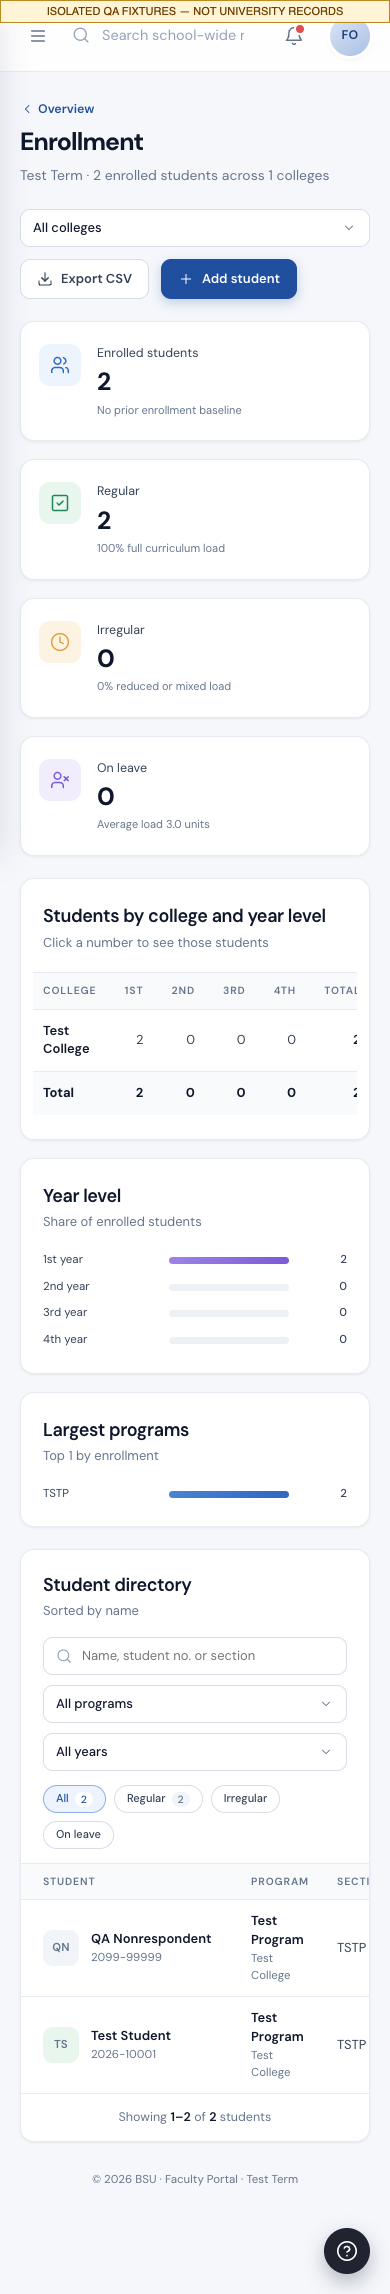 ISOLATED QA FIXTURES — NOT UNIVERSITY RECORDS
Search school-wide r
FO
Overview
Enrollment
Test Term · 2 enrolled students across 1 colleges
All colleges
Export CSV
Add student
Enrolled students
2
No prior enrollment baseline
Regular
2
100% full curriculum load
Irregular
0
0% reduced or mixed load
On leave
0
Average load 3.0 units
Students by college and year level
Click a number to see those students
COLLEGE 1ST 2ND 3RD 4TH TOTAL
Test College 2 0 0 0 2
Total 2 0 0 0 2
Year level
Share of enrolled students
1st year 2
2nd year 0
3rd year 0
4th year 0
Largest programs
Top 1 by enrollment
TSTP 2
Student directory
Sorted by name
Name, student no. or section
All programs
All years
All 2 Regular 2 Irregular
On leave
STUDENT PROGRAM SECTI
QN QA Nonrespondent 2099-99999 Test Program Test College TSTP
TS Test Student 2026-10001 Test Program Test College TSTP
Showing 1–2 of 2 students
© 2026 BSU · Faculty Portal · Test Term